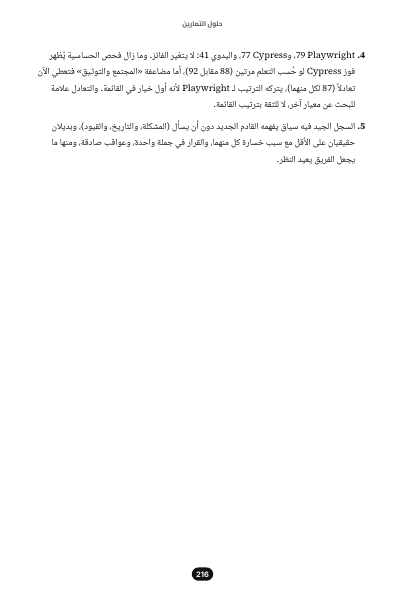 حلول التمارين
4. Playwright 79، وCypress 77، واليدوي 41: لا يتغير الفائز. وما زال فحص الحساسية يُظهر
فوز Cypress لو حُسب التعلم مرتين (88 مقابل 92)، أما مضاعفة «المجتمع والتوثيق» فتعطي الآن
تعادلاً (87 لكل منهما)، يتركه الترتيب لـ Playwright لأنه أول خيار في القائمة. والتعادل علامة
للبحث عن معيار آخر، لا للثقة بترتيب القائمة.
5. السجل الجيد فيه سياق يفهمه القادم الجديد دون أن يسأل (المشكلة، والتاريخ، والقيود)، وبديلان
حقيقيان على الأقل مع سبب خسارة كل منهما، والقرار في جملة واحدة، وعواقب صادقة، ومنها ما
يجعل الفريق يعيد النظر.
216